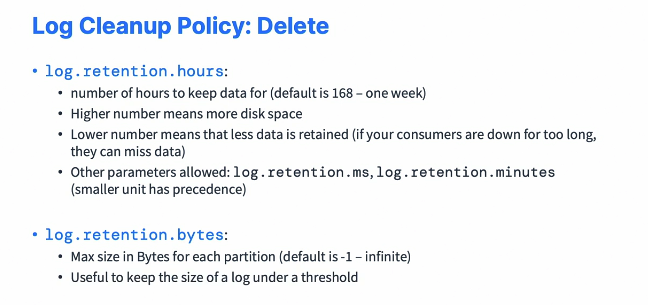 Log Cleanup Policy: Delete
• log.retention.hours:
• number of hours to keep data for (default is 168 – one week)
• Higher number means more disk space
• Lower number means that less data is retained (if your consumers are down for too long,
they can miss data)
• Other parameters allowed: log.retention.ms, log.retention.minutes
(smaller unit has precedence)
• log.retention.bytes:
• Max size in Bytes for each partition (default is -1 – infinite)
• Useful to keep the size of a log under a threshold